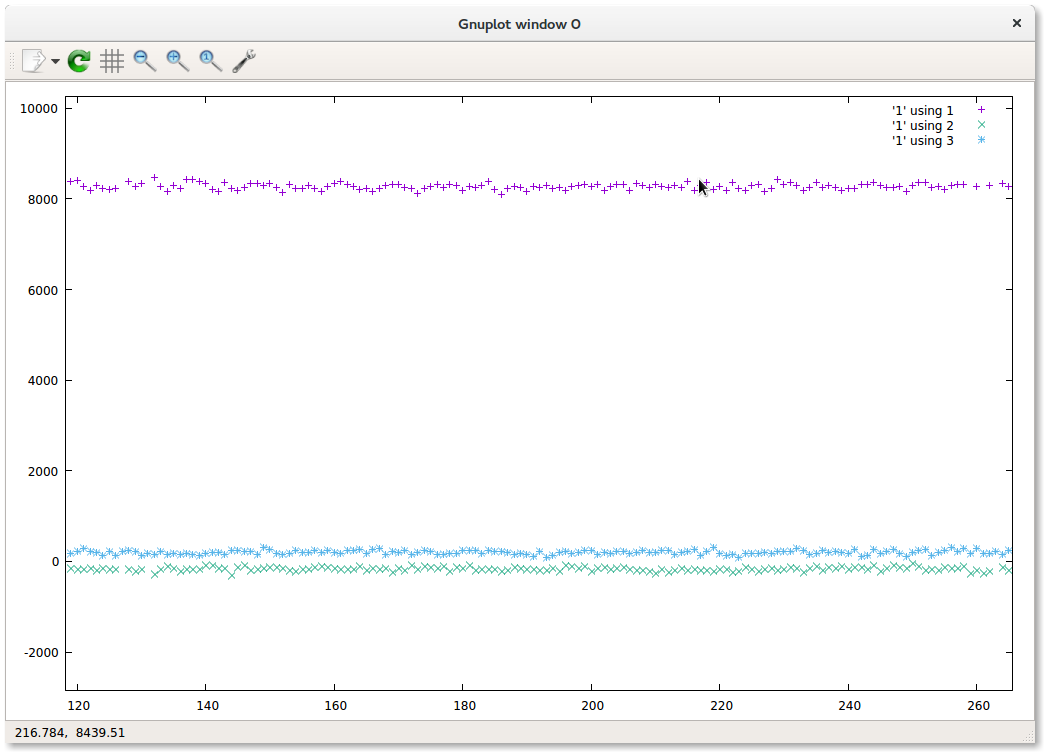 Gnuplot window 0
10000
8000
6000
4000
2000
0
-2000
'1' using 1
'1' using 2
'1' using 3
120 140 160 180 200 220 240 260
216.784, 8439.51